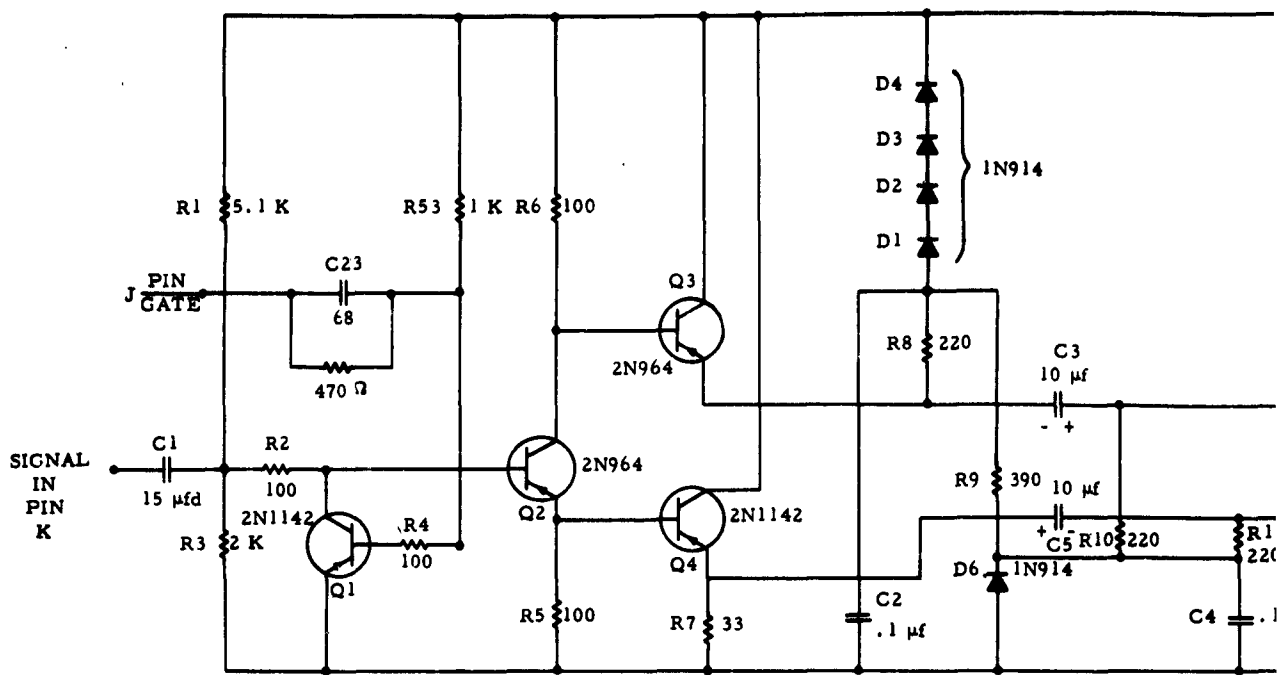 D4
D3
D2
1N914
D1
R1 5.1 K
R53 1 K
R6 100
C23
68
470 Ω
J PIN
GATE
Q3
2N964
R8 220
C3
10 μf
- +
SIGNAL
IN
PIN
K
C1
15 μfd
R2
100
2N964
Q2
2N1142
R4
100
Q1
R3 2 K
2N1142
Q4
R9 390
10 μf
+ -
C5
R10 220
R1
220
D6 1N914
R5 100
R7 33
C2
.1 μf
C4 .1